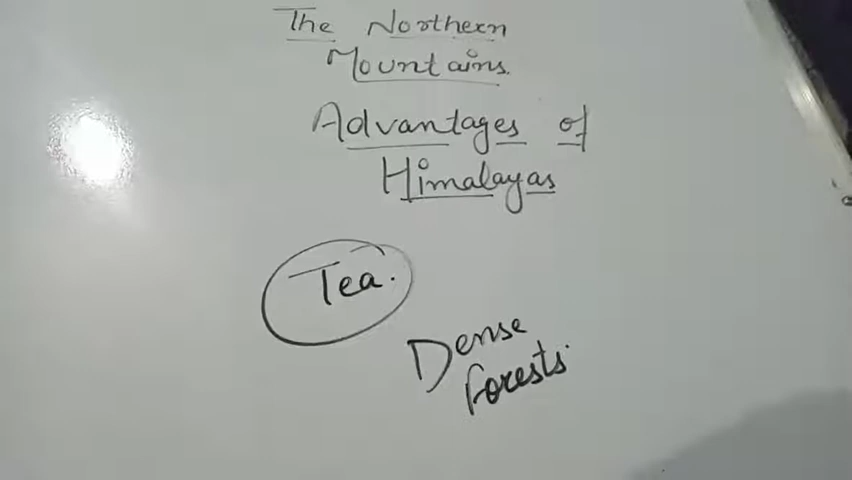 The Northern
Mountains.
Advantages of
Himalayas
Tea.
Dense
Forests.